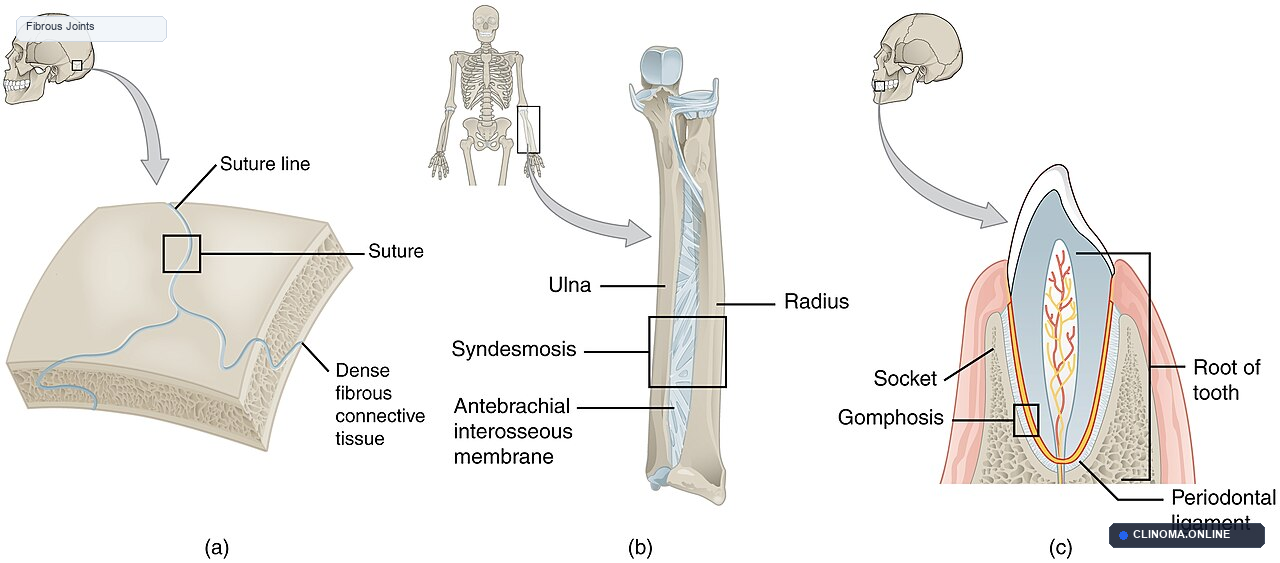 Fibrous Joints
Suture line
Suture
Dense
fibrous
connective
tissue
(a)
Ulna
Radius
Syndesmosis
Antebrachial
interosseous
membrane
(b)
Socket
Gomphosis
Root of
tooth
Periodontal
ligament
(c)
CLINOMA.ONLINE